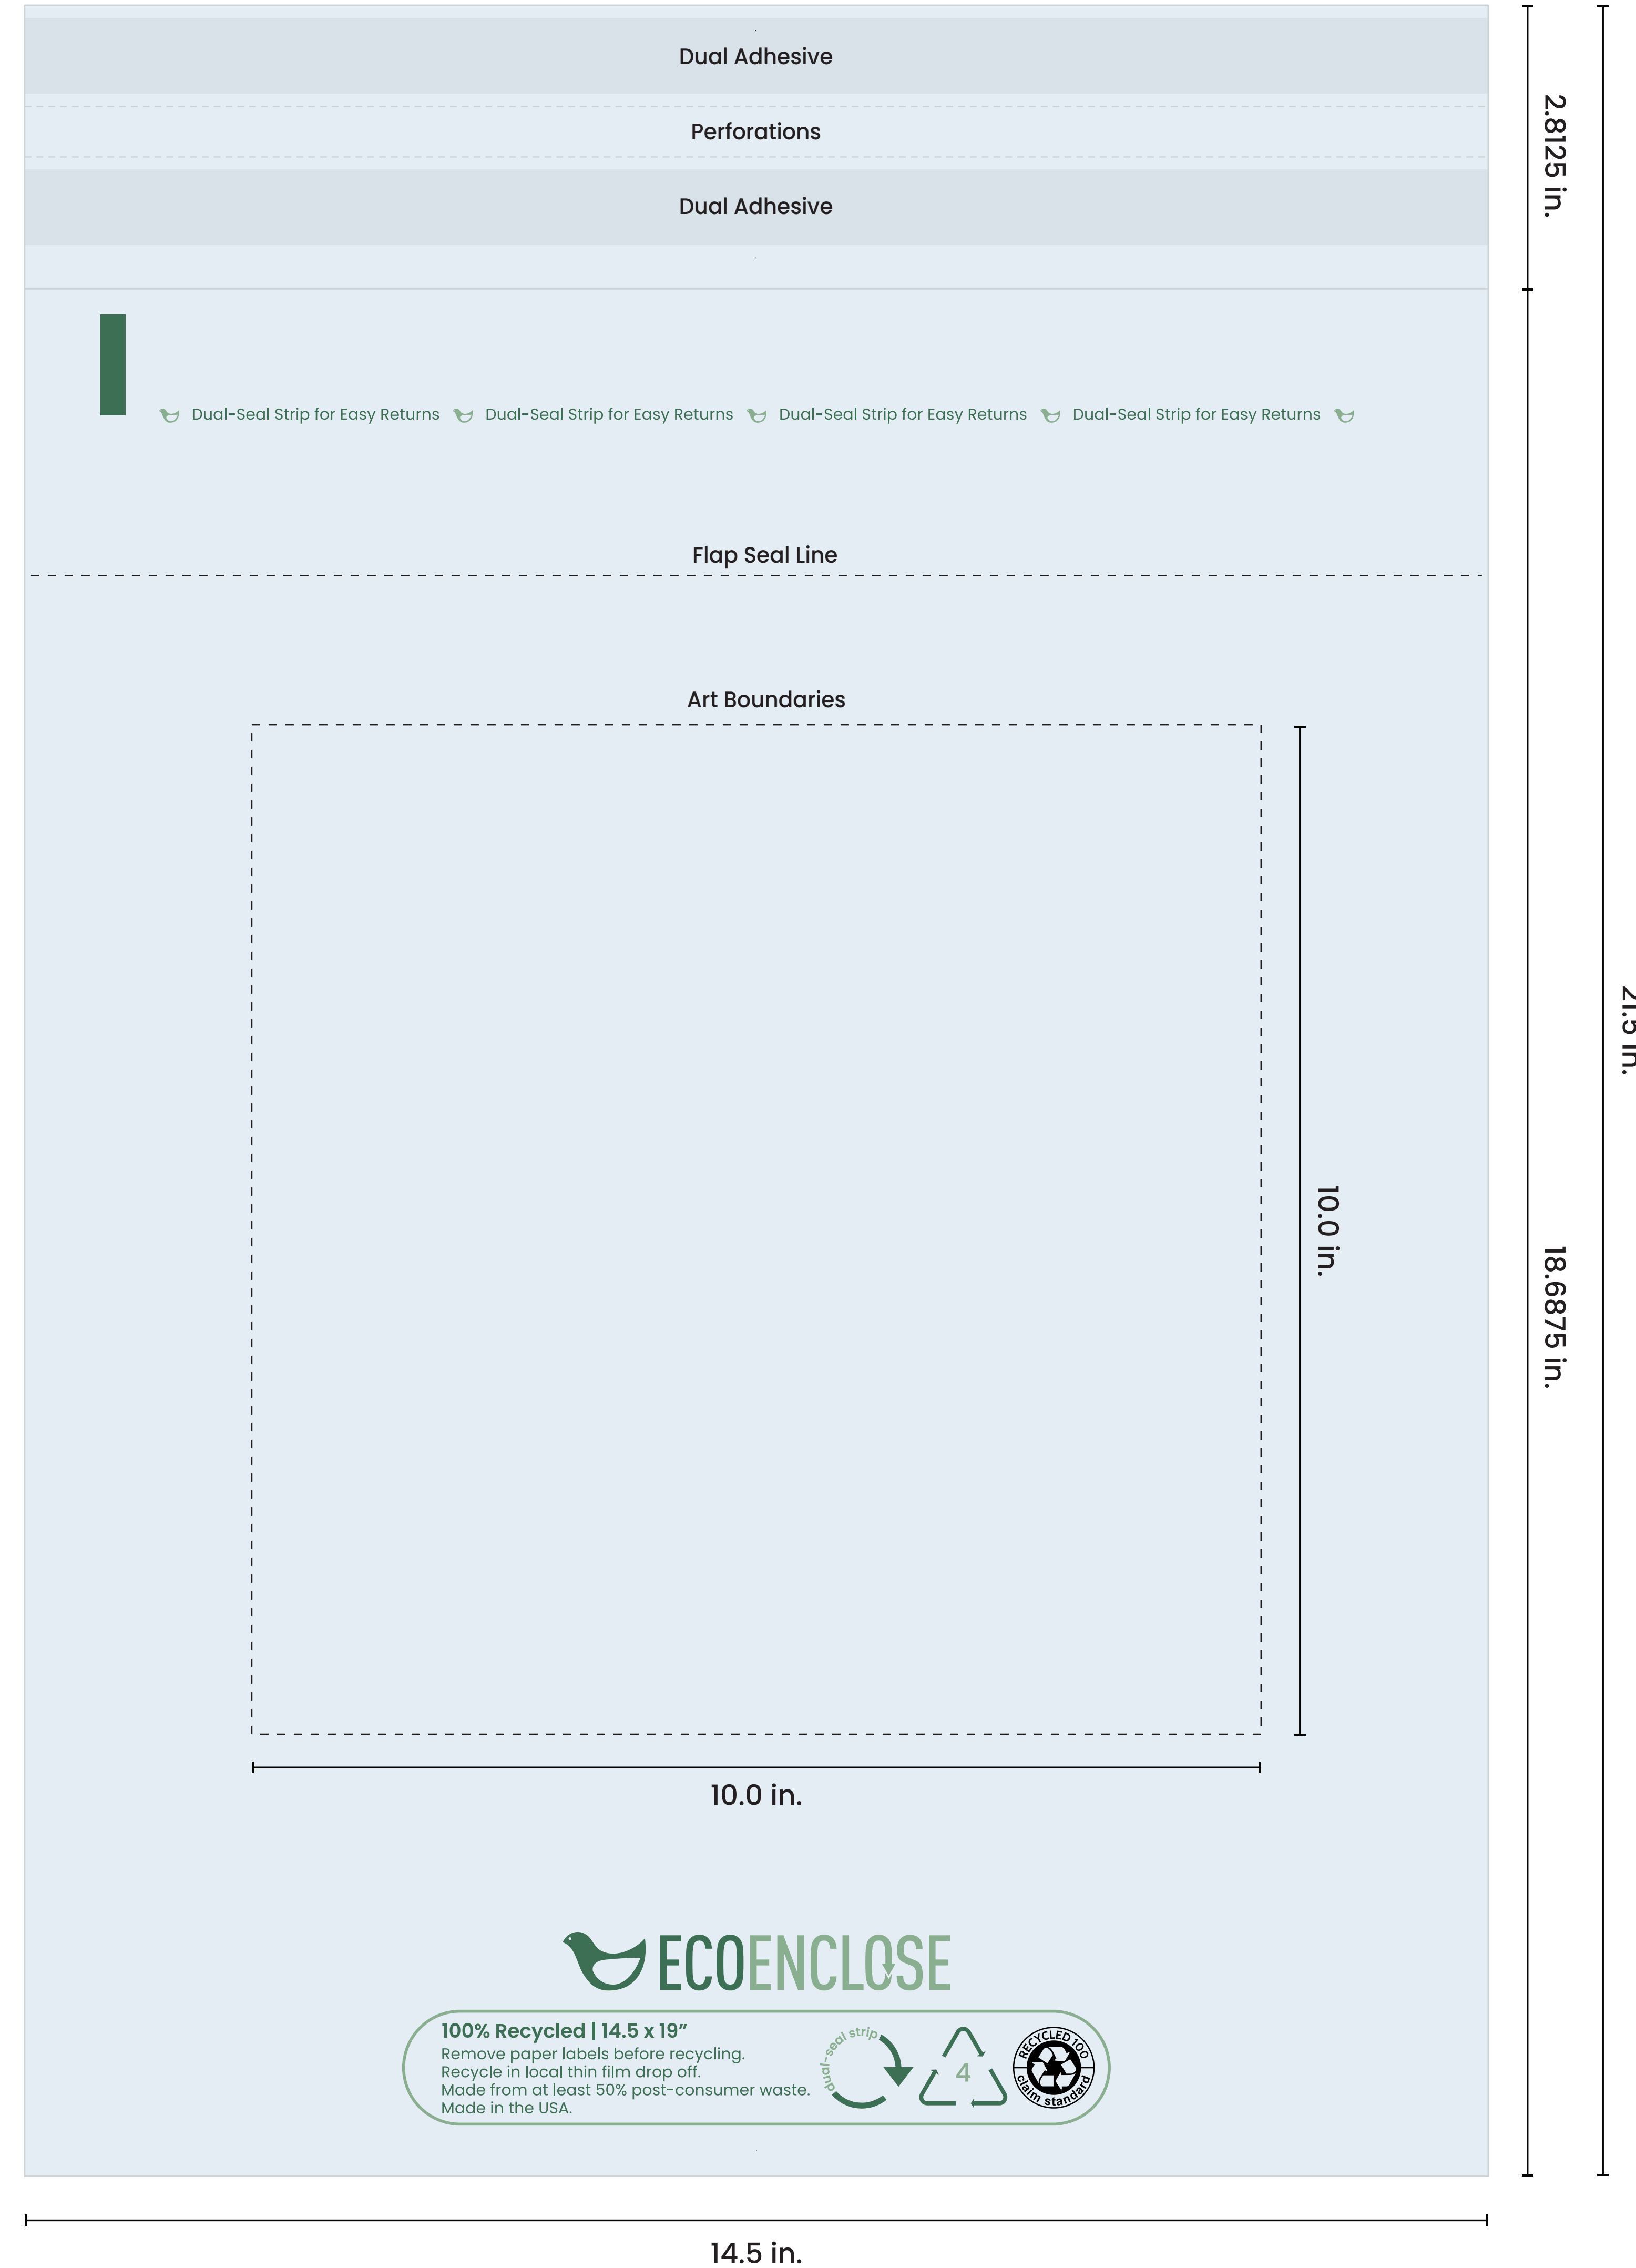 Dual Adhesive
Perforations
Dual Adhesive
2.8125 in.
Dual-Seal Strip for Easy Returns Dual-Seal Strip for Easy Returns Dual-Seal Strip for Easy Returns Dual-Seal Strip for Easy Returns
Flap Seal Line
Art Boundaries
10.0 in.
18.6875 in.
21.5 in.
10.0 in.
ECOENCLOSE
100% Recycled | 14.5 x 19”
Remove paper labels before recycling.
Recycle in local thin film drop off.
Made from at least 50% post-consumer waste.
Made in the USA.
dual-seal strip
4
RECYCLED 100
claim standard
14.5 in.